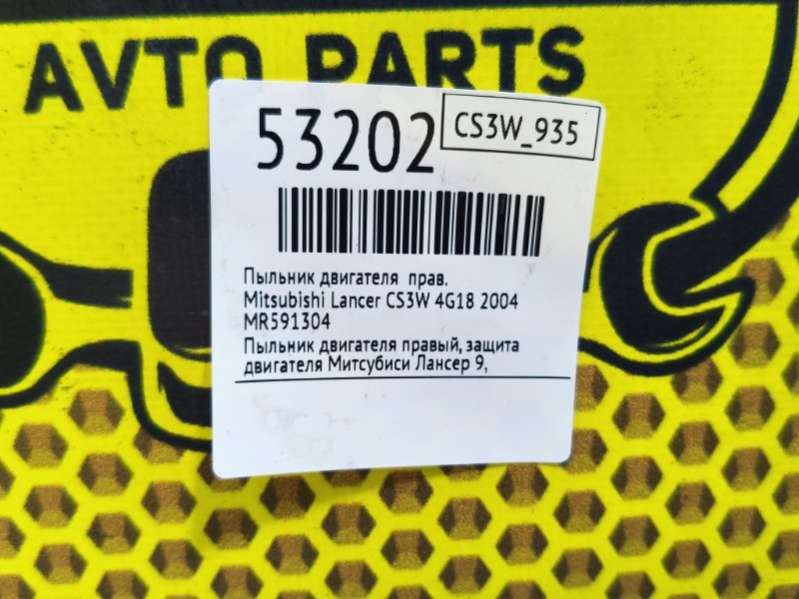 AVTO PARTS
53202
CS3W_935
Пыльник двигателя прав.
Mitsubishi Lancer CS3W 4G18 2004
MR591304
Пыльник двигателя правый, защита
двигателя Митсубиси Лансер 9,